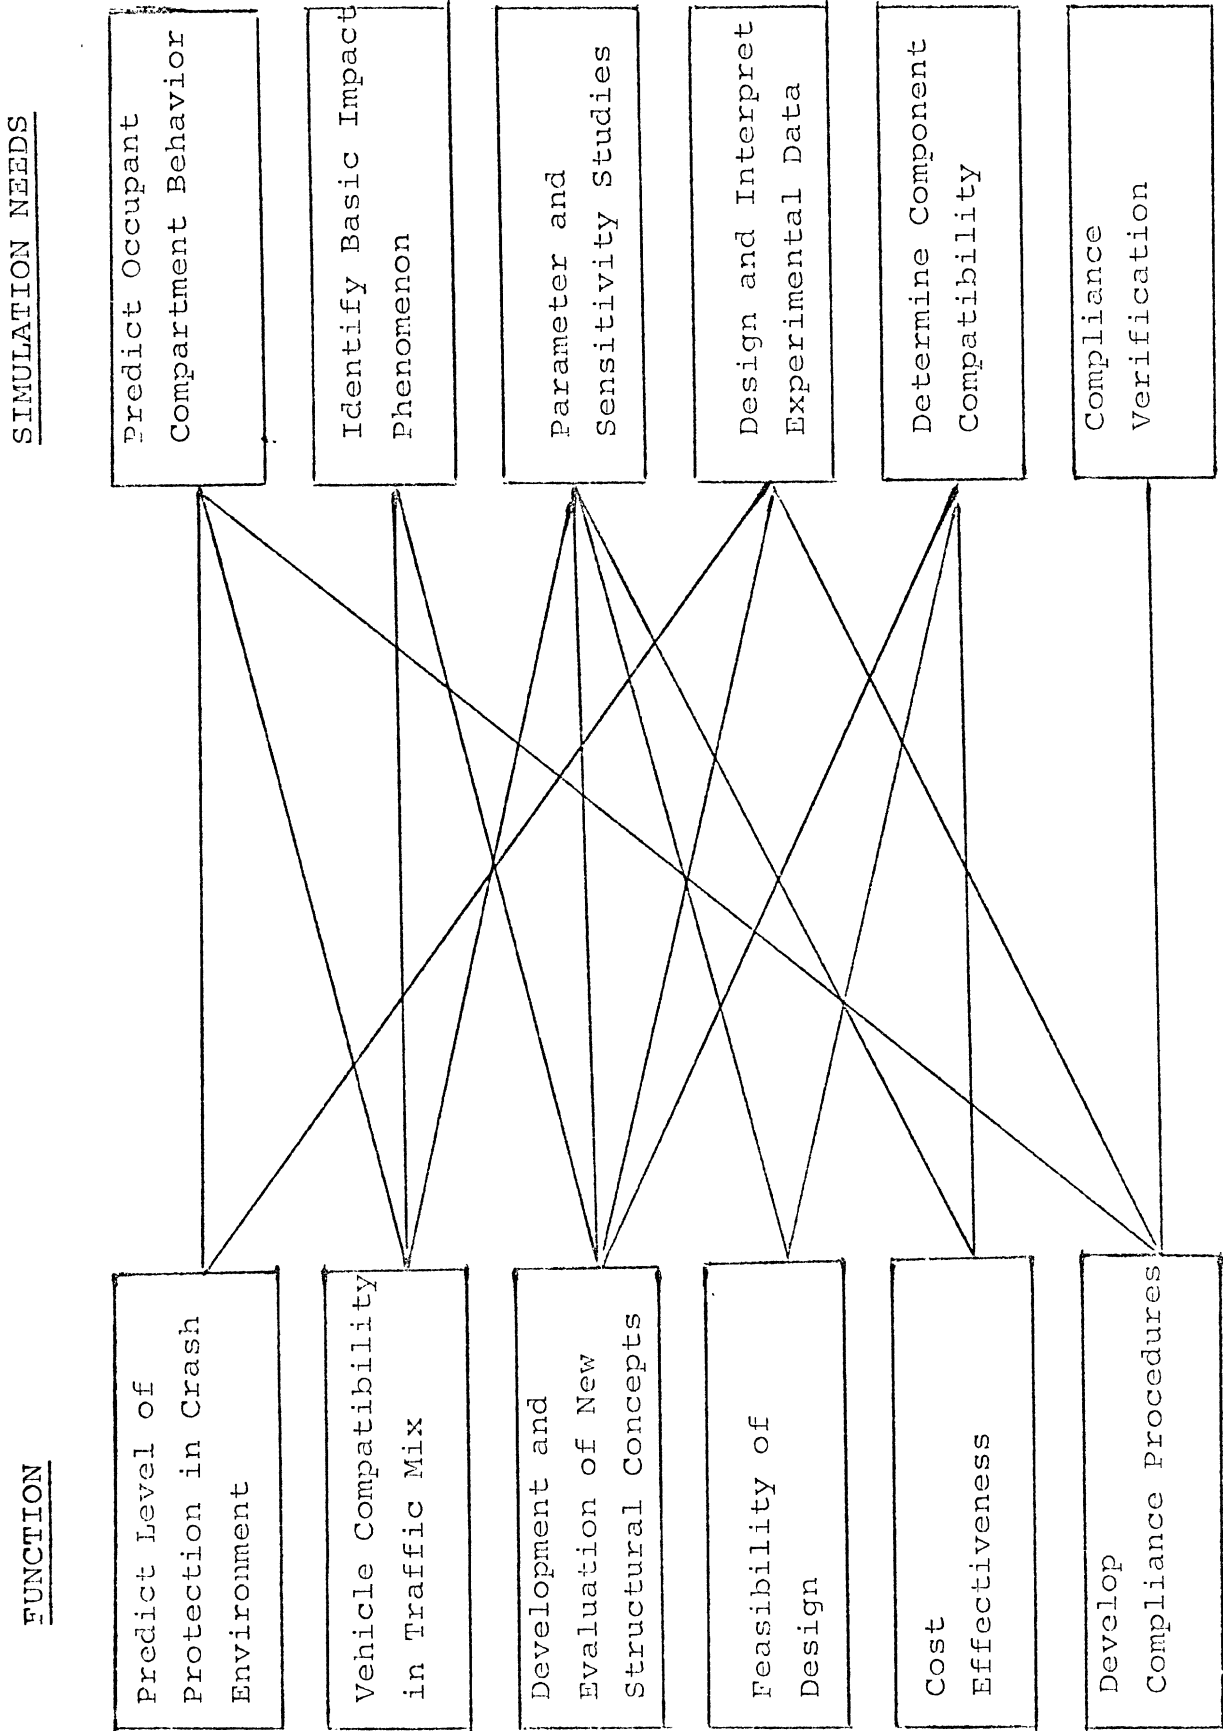 FUNCTION
Predict Level of
Protection in Crash
Environment
Vehicle Compatibility
in Traffic Mix
Development and
Evaluation of New
Structural Concepts
Feasibility of
Design
Cost
Effectiveness
Develop
Compliance Procedures
SIMULATION NEEDS
Predict Occupant
Compartment Behavior
Identify Basic Impact
Phenomenon
Parameter and
Sensitivity Studies
Design and Interpret
Experimental Data
Determine Component
Compatibility
Compliance
Verification